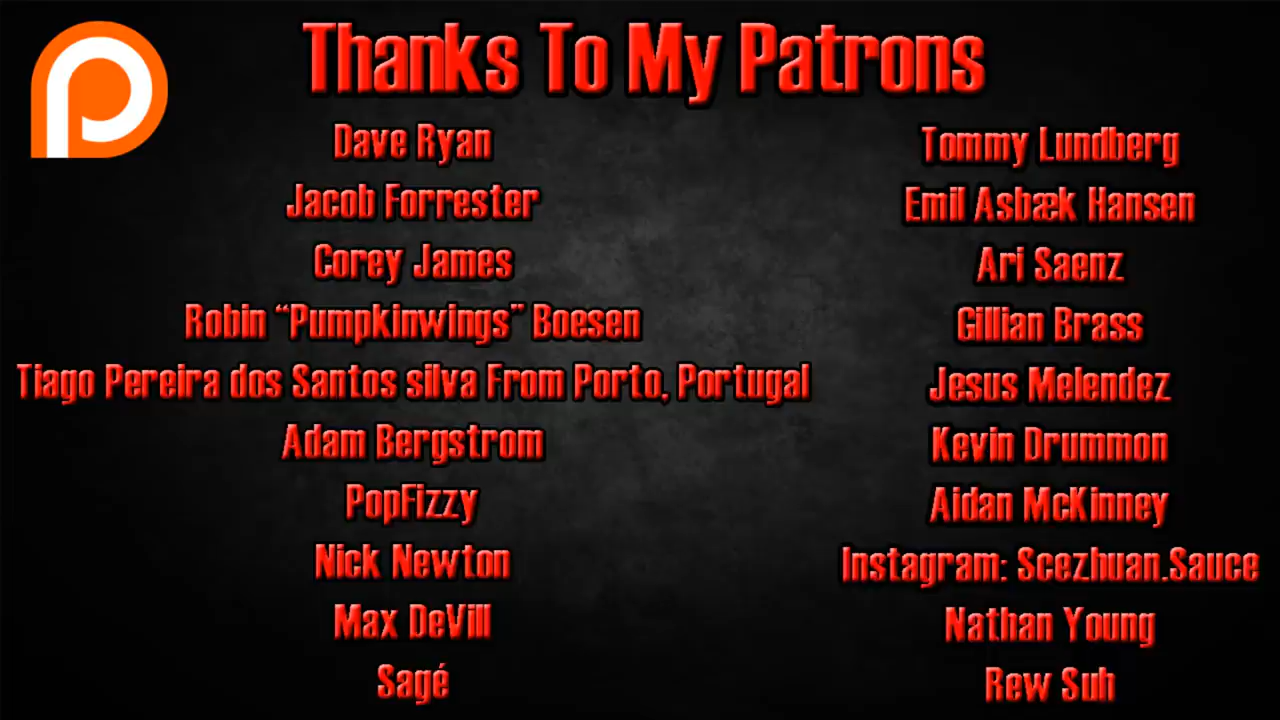 Thanks To My Patrons
Dave Ryan
Jacob Forrester
Corey James
Robin “Pumpkinwings” Boesen
Tiago Pereira dos Santos silva From Porto, Portugal
Adam Bergstrom
PopFizzy
Nick Newton
Max DeVill
Sagé
Tommy Lundberg
Emil Asbæk Hansen
Ari Saenz
Gillian Brass
Jesus Melendez
Kevin Drummon
Aidan McKinney
Instagram: Scezhuan.Sauce
Nathan Young
Rew Suh